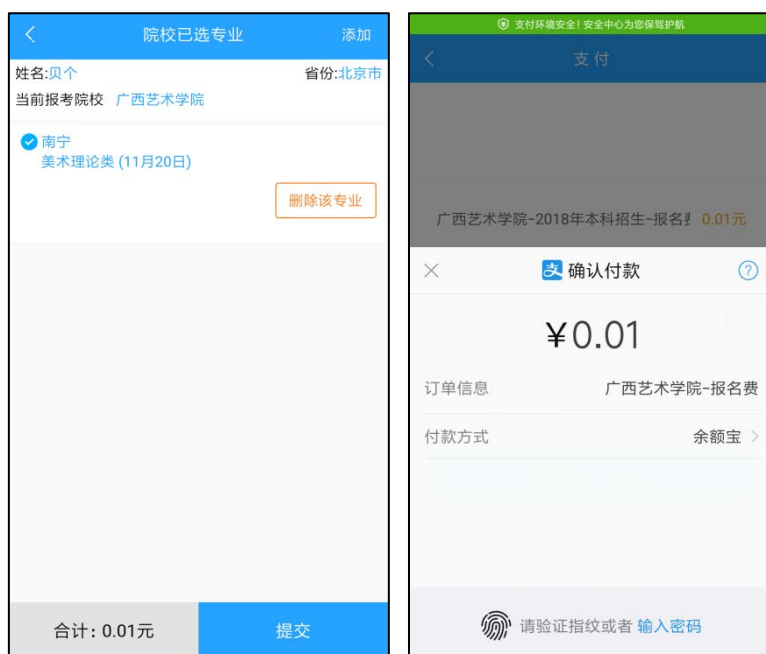 院校已选专业
添加
姓名:贝个
省份:北京市
当前报考院校 广西艺术学院
南宁
美术理论类 (11月20日)
删除该专业
合计: 0.01元
提交
支付环境安全! 安全中心为您保驾护航
支付
广西艺术学院-2018年本科招生-报名 0.01元
确认付款
¥0.01
订单信息
广西艺术学院-报名费
付款方式
余额宝
请验证指纹或者 输入密码